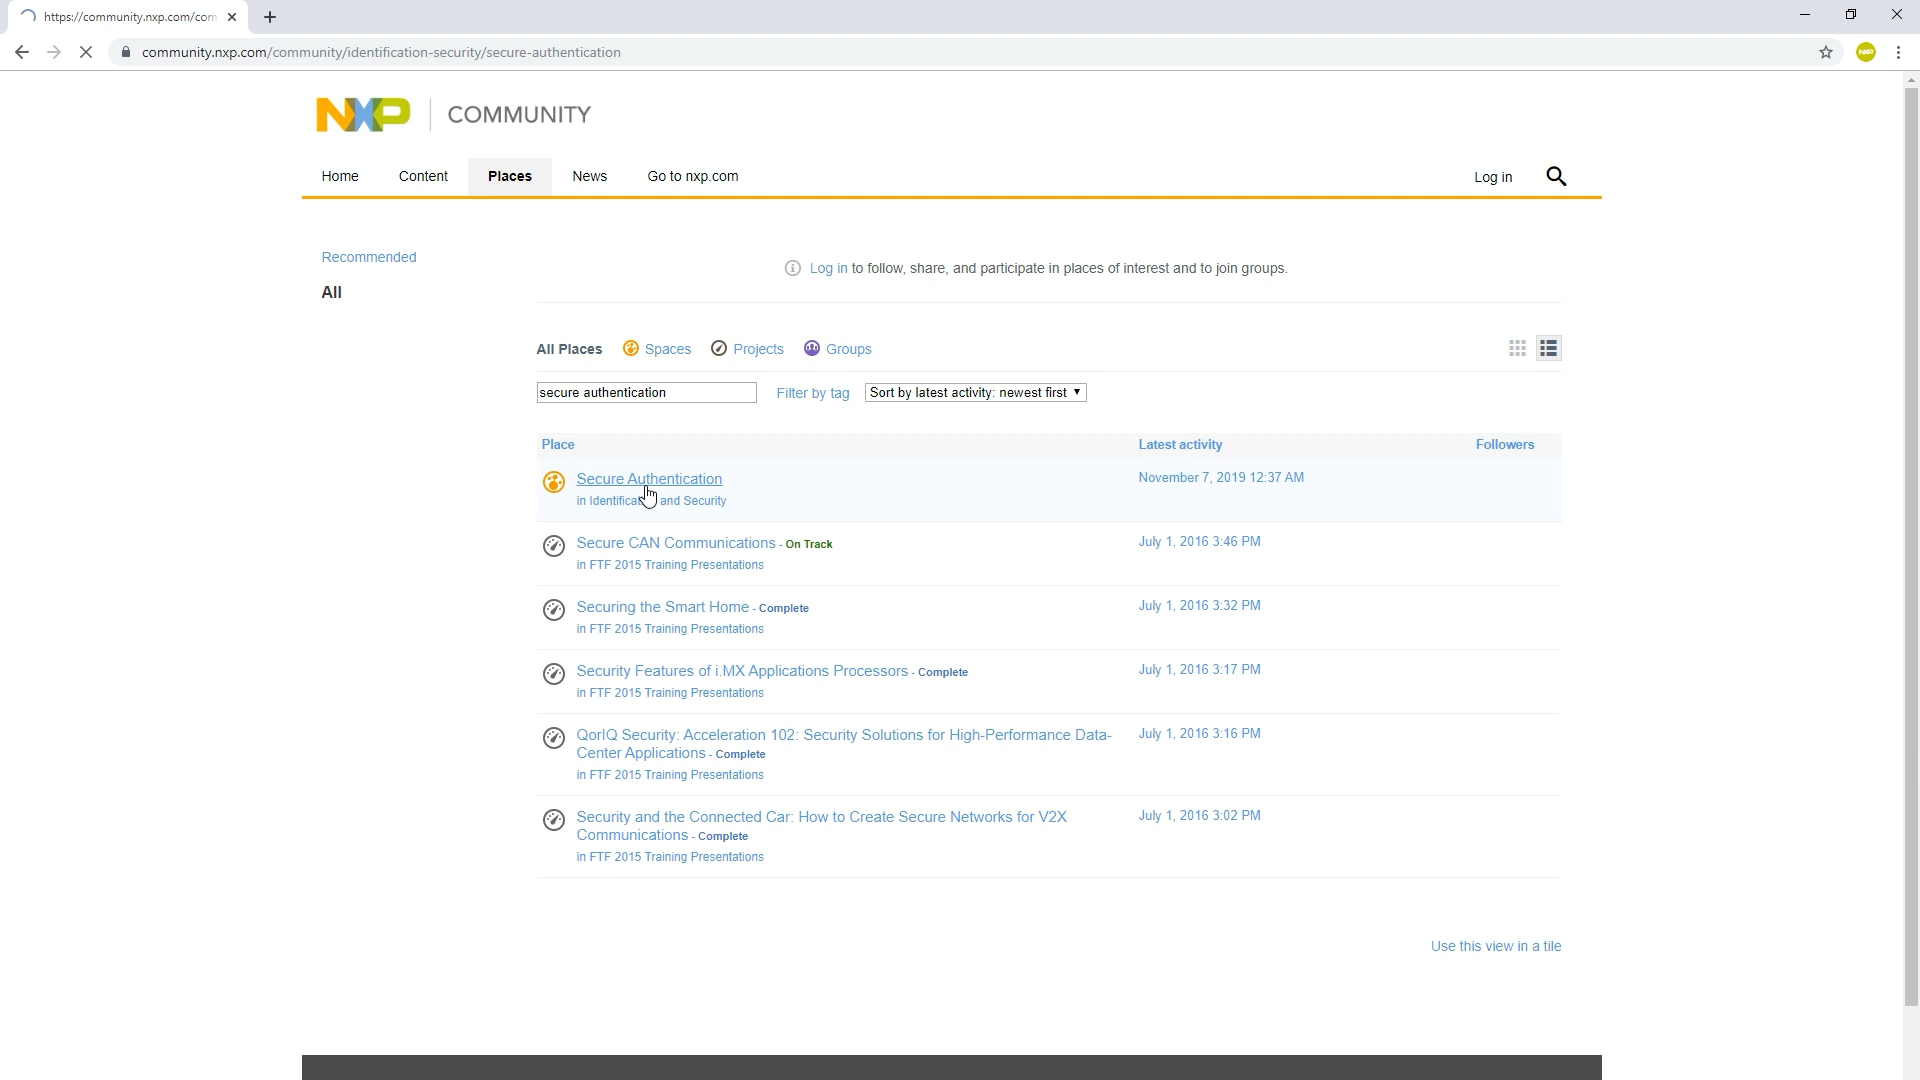 https://community.nxp.com/com
community.nxp.com/community/identification-security/secure-authentication
NXP
NXP COMMUNITY
Home Content Places News Go to nxp.com Log in
Recommended
All
Log in to follow, share, and participate in places of interest and to join groups.
All Places Spaces Projects Groups
secure authentication Filter by tag Sort by latest activity: newest first
Place Latest activity Followers
Secure Authentication November 7, 2019 12:37 AM
in Identificat and Security
Secure CAN Communications - On Track July 1, 2016 3:46 PM
in FTF 2015 Training Presentations
Securing the Smart Home - Complete July 1, 2016 3:32 PM
in FTF 2015 Training Presentations
Security Features of i.MX Applications Processors - Complete July 1, 2016 3:17 PM
in FTF 2015 Training Presentations
QorIQ Security: Acceleration 102: Security Solutions for High-Performance Data- July 1, 2016 3:16 PM
Center Applications - Complete
in FTF 2015 Training Presentations
Security and the Connected Car: How to Create Secure Networks for V2X July 1, 2016 3:02 PM
Communications - Complete
in FTF 2015 Training Presentations
Use this view in a tile